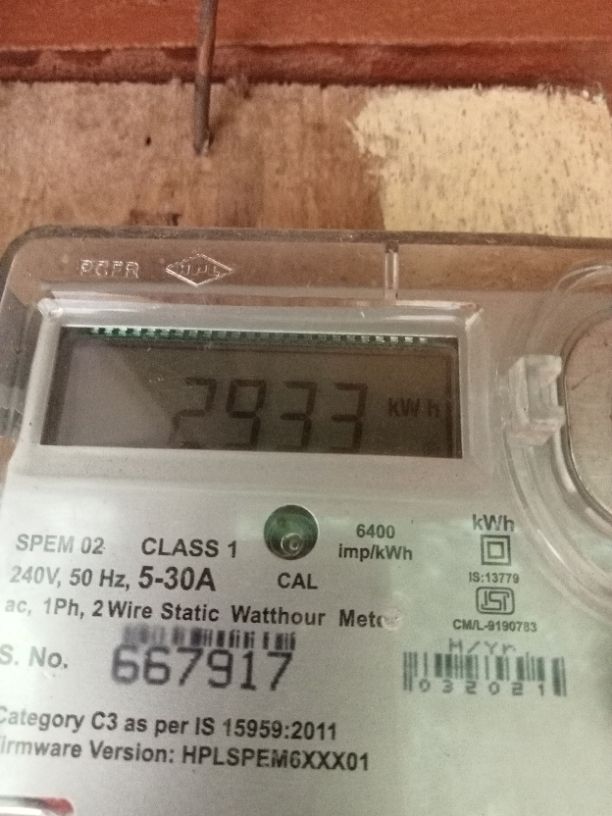 PGFR HPL
2933 kWh
SPEM 02 CLASS 1 6400 imp/kWh kWh
240V, 50 Hz, 5-30A CAL IS:13779
ac, 1Ph, 2 Wire Static Watthour Meter CM/L-9190783
S. No. 667917 M/Yr.
032021
Category C3 as per IS 15959:2011
Firmware Version: HPLSPEM6XXX01